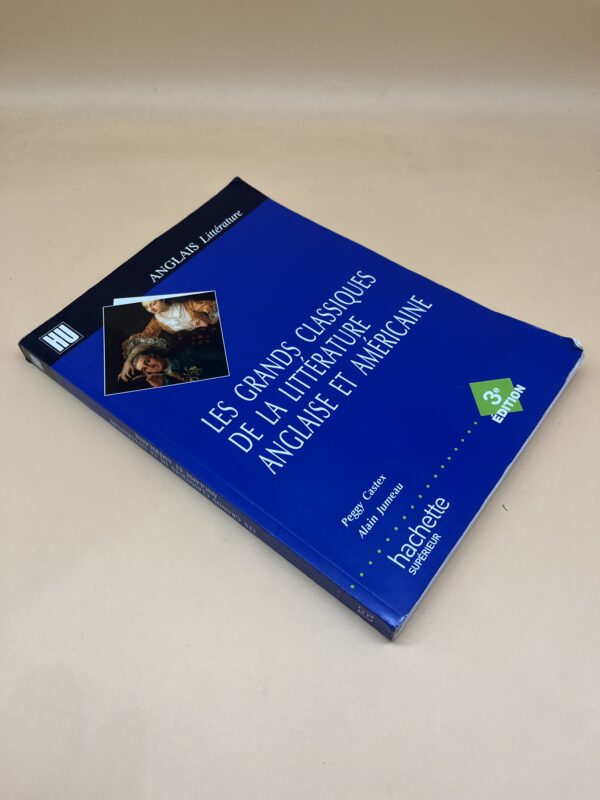 HU
ANGLAIS Littérature
LES GRANDS CLASSIQUES
DE LA LITTÉRATURE
ANGLAISE ET AMÉRICAINE
3e
ÉDITION
Peggy Castex
Alain Jumeau
hachette
SUPÉRIEUR